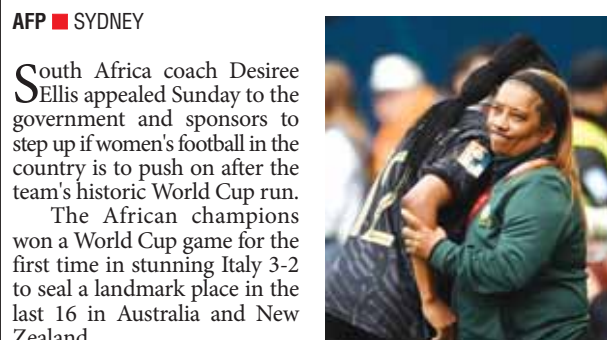 AFP ■ SYDNEY
South Africa coach Desiree
Ellis appealed Sunday to the
government and sponsors to
step up if women's football in the
country is to push on after the
team's historic World Cup run.
The African champions
won a World Cup game for the
first time in stunning Italy 3-2
to seal a landmark place in the
last 16 in Australia and New
Zealand